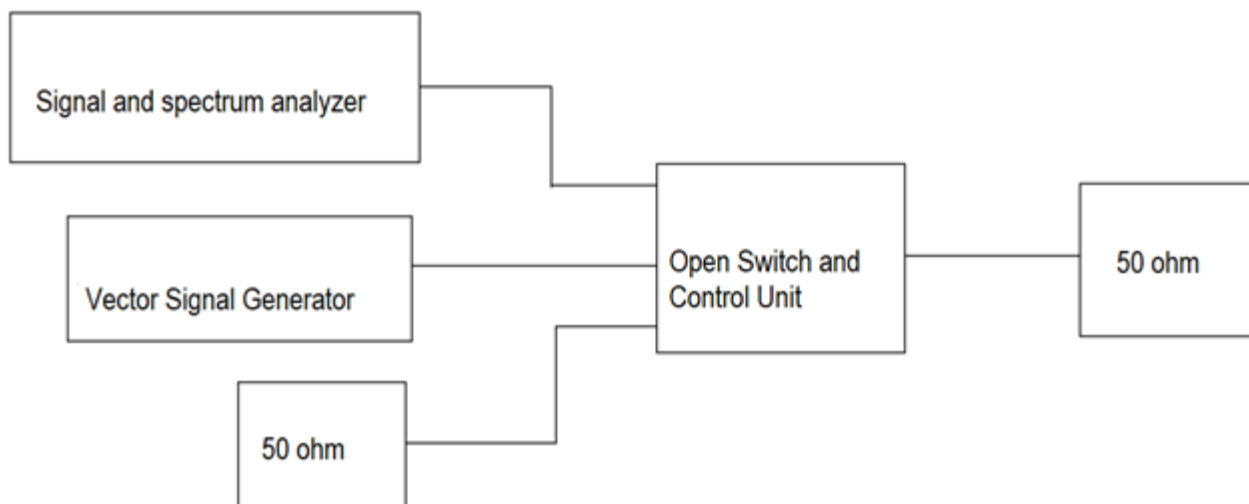 Signal and spectrum analyzer
Vector Signal Generator
50 ohm
Open Switch and
Control Unit
50 ohm